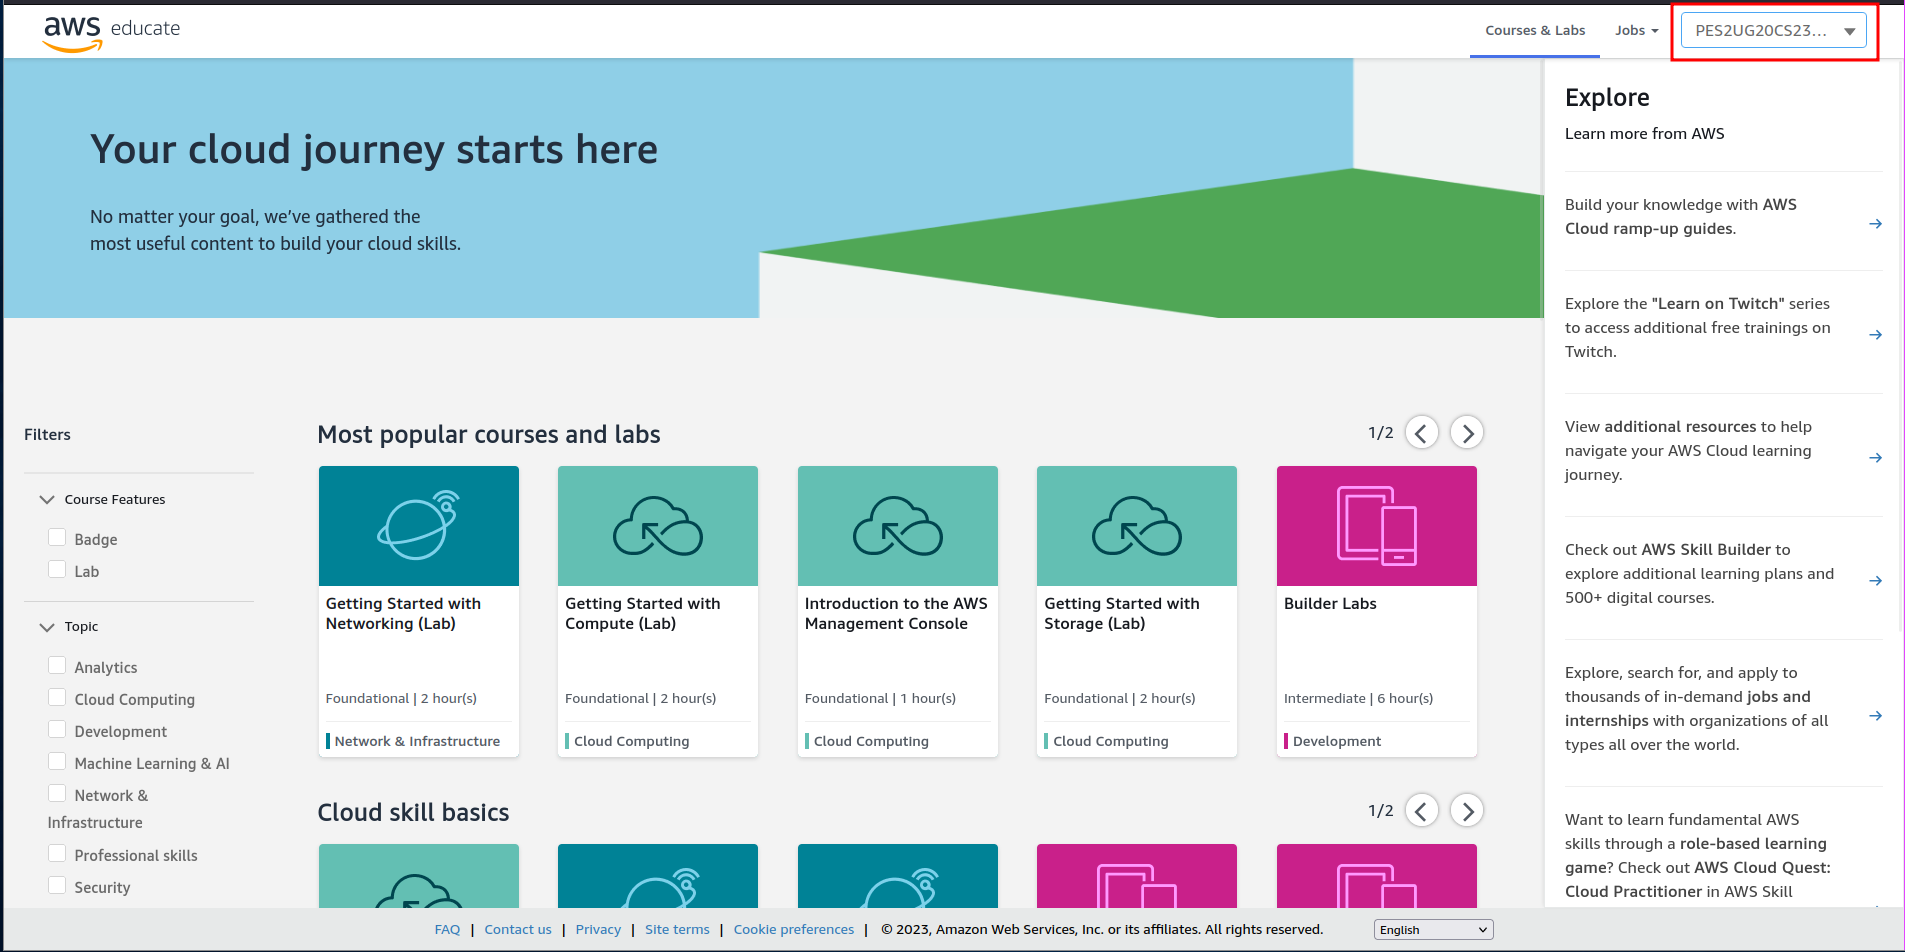 aws educate
Courses & Labs
Jobs
PES2UG20CS23...
Your cloud journey starts here
No matter your goal, we've gathered the
most useful content to build your cloud skills.
Explore
Learn more from AWS
Build your knowledge with AWS
Cloud ramp-up guides.
Explore the "Learn on Twitch" series
to access additional free trainings on
Twitch.
View additional resources to help
navigate your AWS Cloud learning
journey.
Check out AWS Skill Builder to
explore additional learning plans and
500+ digital courses.
Explore, search for, and apply to
thousands of in-demand jobs and
internships with organizations of all
types all over the world.
Want to learn fundamental AWS
skills through a role-based learning
game? Check out AWS Cloud Quest:
Cloud Practitioner in AWS Skill
Filters
Course Features
Badge
Lab
Topic
Analytics
Cloud Computing
Development
Machine Learning & AI
Network &
Infrastructure
Professional skills
Security
Most popular courses and labs
1/2
Getting Started with
Networking (Lab)
Foundational | 2 hour(s)
Network & Infrastructure
Getting Started with
Compute (Lab)
Foundational | 2 hour(s)
Cloud Computing
Introduction to the AWS
Management Console
Foundational | 1 hour(s)
Cloud Computing
Getting Started with
Storage (Lab)
Foundational | 2 hour(s)
Cloud Computing
Builder Labs
Intermediate | 6 hour(s)
Development
Cloud skill basics
1/2
FAQ | Contact us | Privacy | Site terms | Cookie preferences | © 2023, Amazon Web Services, Inc. or its affiliates. All rights reserved.
English